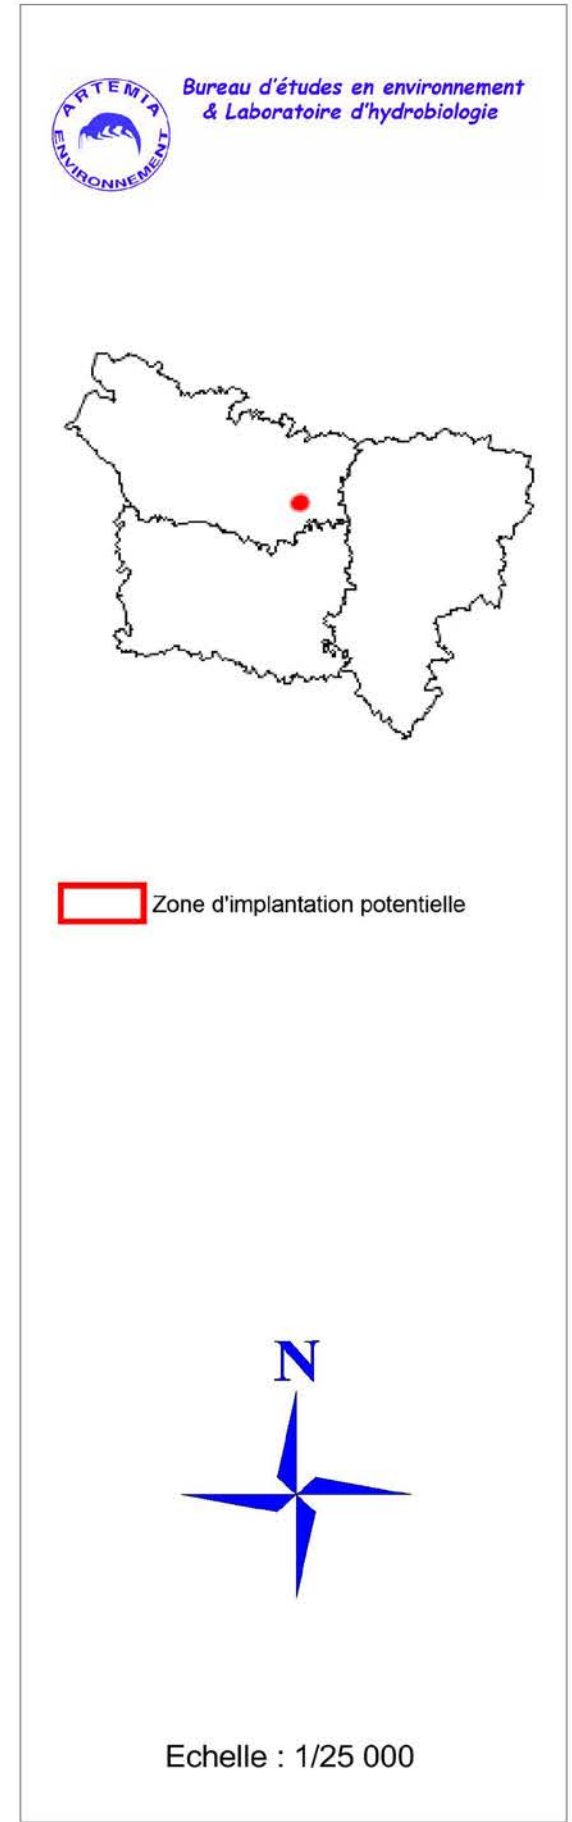 ARTEMIA
ENVIRONNEMENT
Bureau d'études en environnement
& Laboratoire d'hydrobiologie
Zone d'implantation potentielle
N
Echelle : 1/25 000